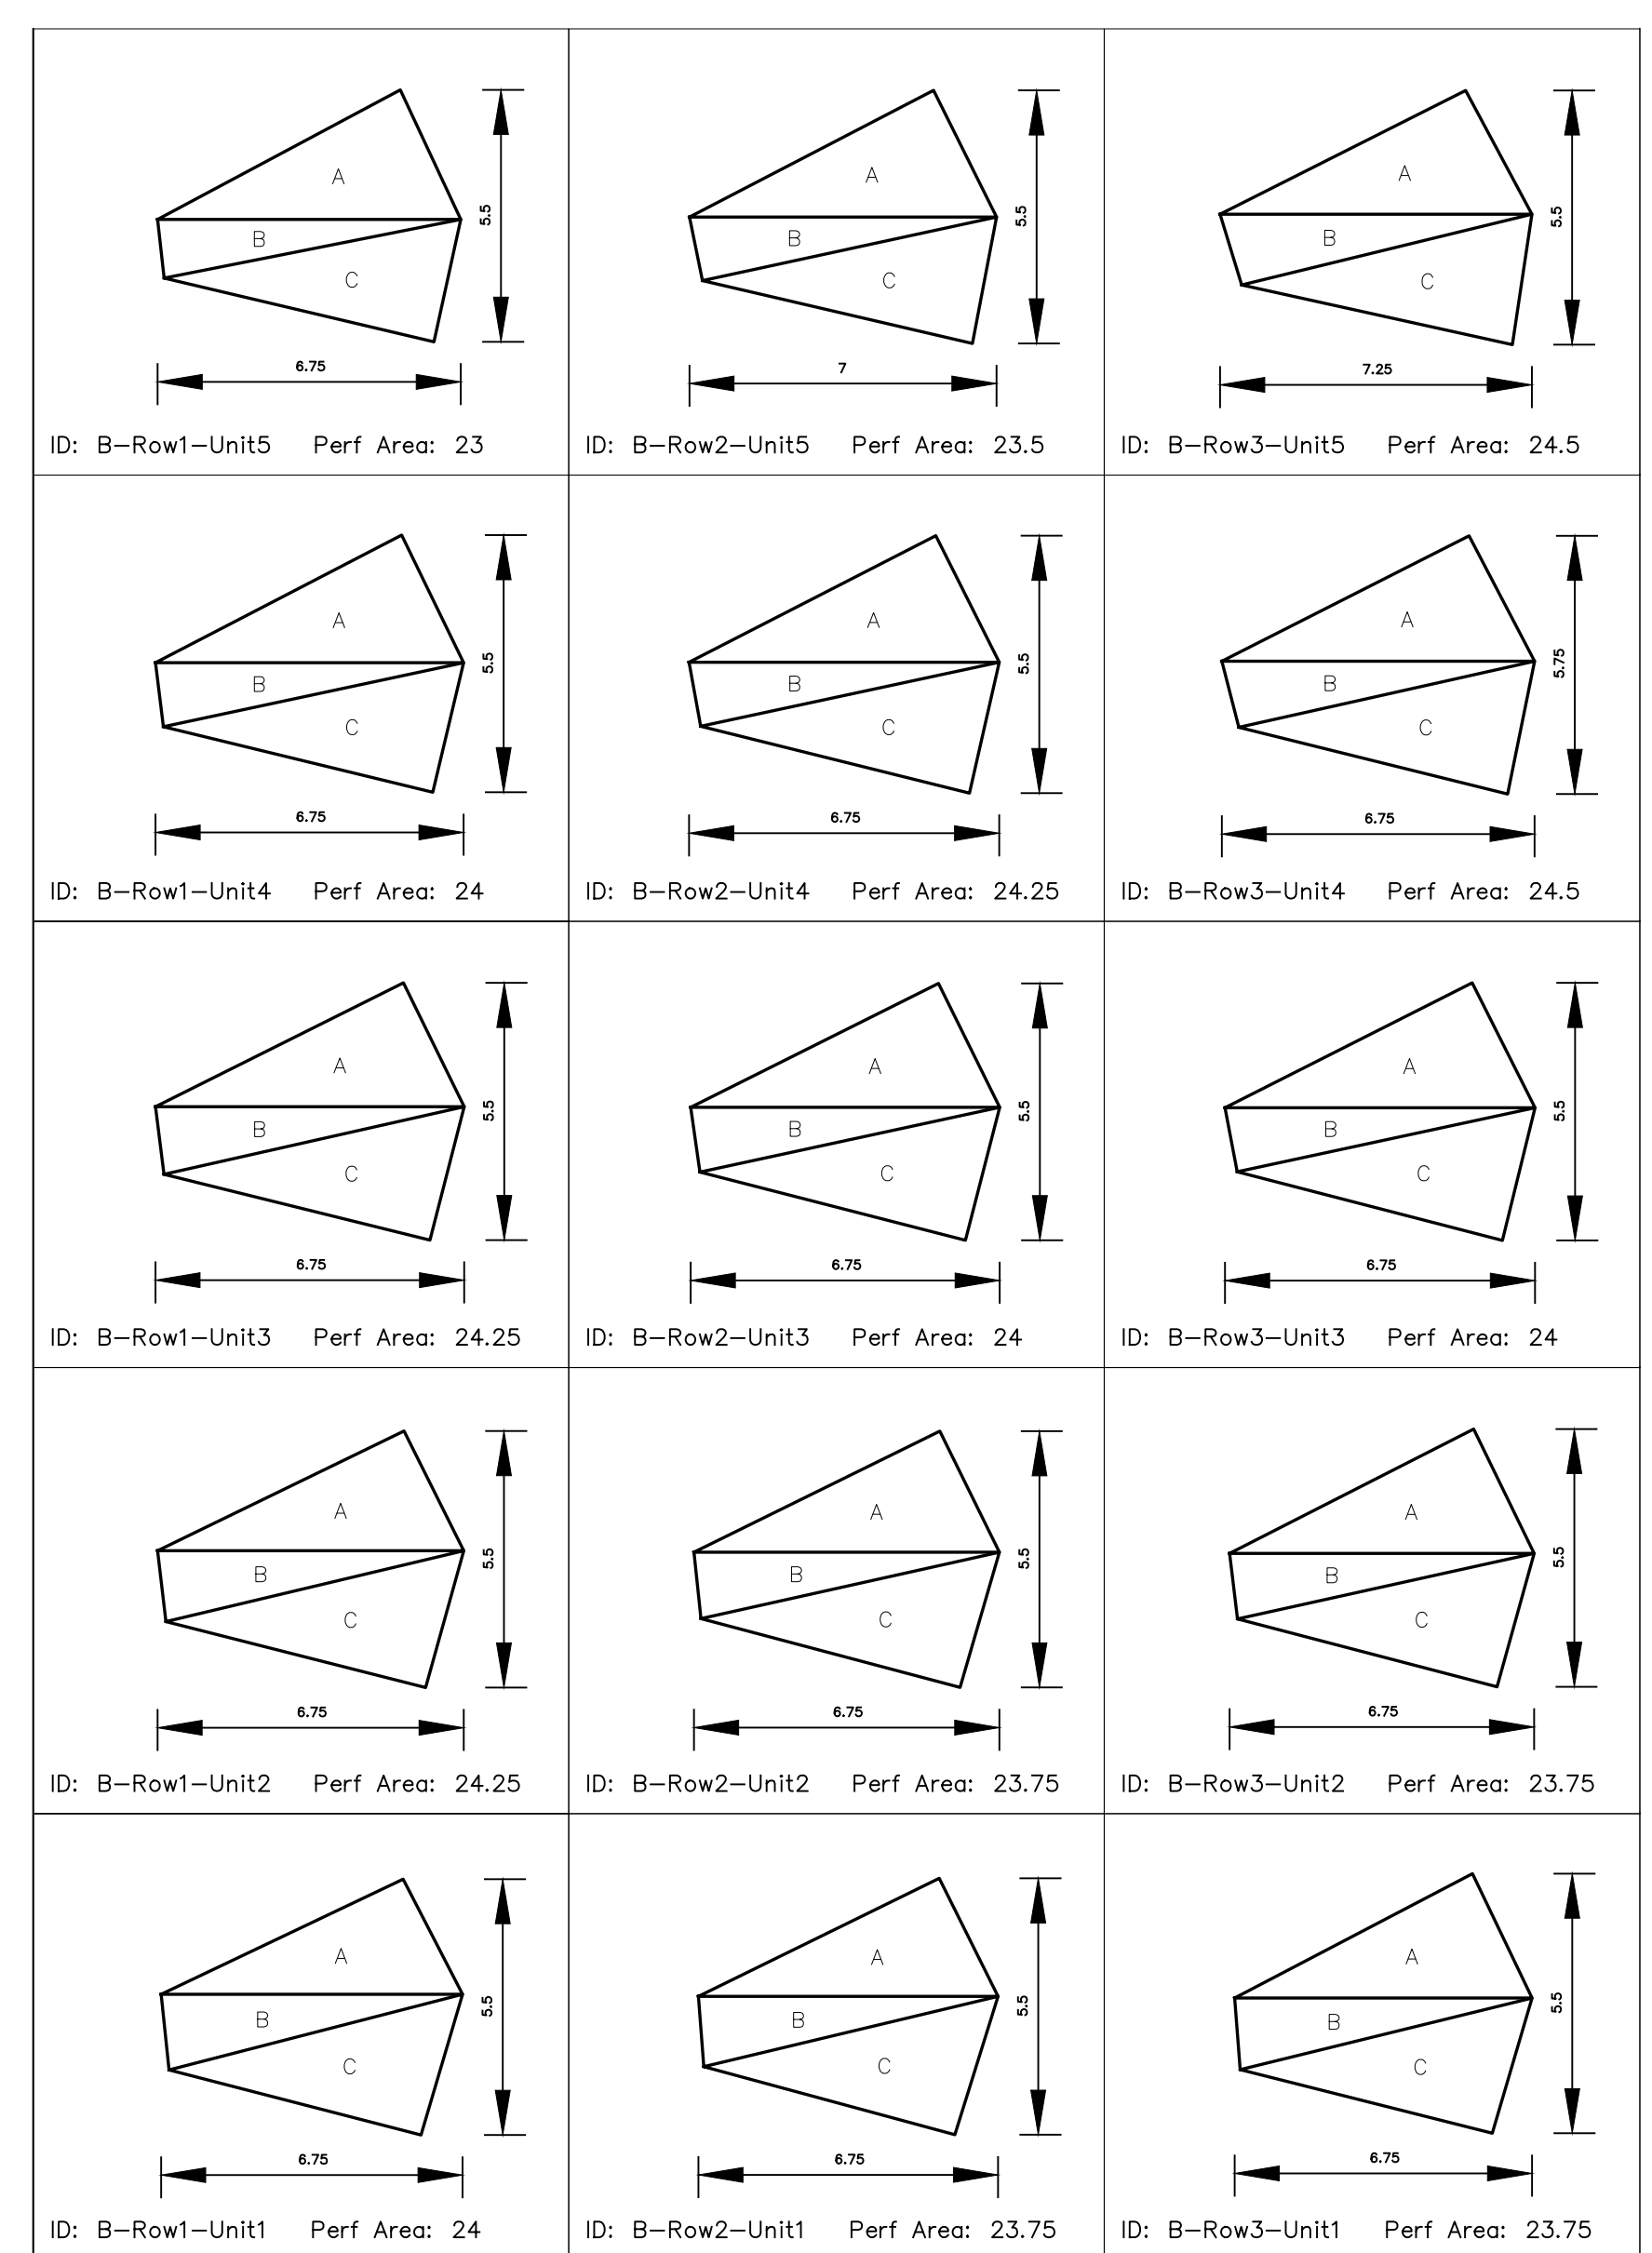 A
B
C
5.5
6.75
ID: B-Row1-Unit5 Perf Area: 23
A
B
C
5.5
7
ID: B-Row2-Unit5 Perf Area: 23.5
A
B
C
5.5
7.25
ID: B-Row3-Unit5 Perf Area: 24.5
A
B
C
5.5
6.75
ID: B-Row1-Unit4 Perf Area: 24
A
B
C
5.5
6.75
ID: B-Row2-Unit4 Perf Area: 24.25
A
B
C
5.75
6.75
ID: B-Row3-Unit4 Perf Area: 24.5
A
B
C
5.5
6.75
ID: B-Row1-Unit3 Perf Area: 24.25
A
B
C
5.5
6.75
ID: B-Row2-Unit3 Perf Area: 24
A
B
C
5.5
6.75
ID: B-Row3-Unit3 Perf Area: 24
A
B
C
5.5
6.75
ID: B-Row1-Unit2 Perf Area: 24.25
A
B
C
5.5
6.75
ID: B-Row2-Unit2 Perf Area: 23.75
A
B
C
5.5
6.75
ID: B-Row3-Unit2 Perf Area: 23.75
A
B
C
5.5
6.75
ID: B-Row1-Unit1 Perf Area: 24
A
B
C
5.5
6.75
ID: B-Row2-Unit1 Perf Area: 23.75
A
B
C
5.5
6.75
ID: B-Row3-Unit1 Perf Area: 23.75